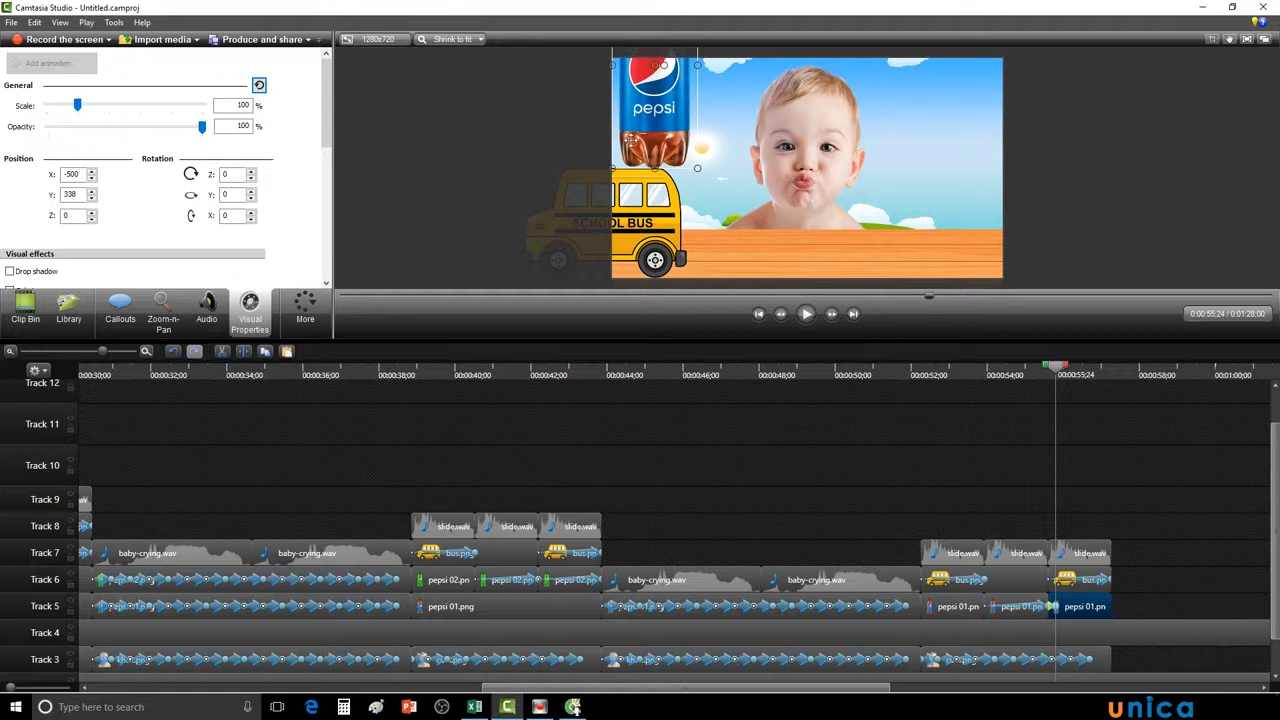 Camtasia Studio - Untitled.camproj
File Edit View Play Tools Help
Record the screen Import media Produce and share 1280x720 Shrink to fit
Add animation
General
Scale: 100 %
Opacity: 100 %
Position Rotation
X: -500 Z: 0
Y: 338 Y: 0
Z: 0 X: 0
Visual effects
Drop shadow
pepsi
SCHOOL BUS
Clip Bin Library Callouts Zoom-n-Pan Audio Visual Properties More
0:00:55;24 / 0:01:28;00
0:00:30;00 00:00:32;00 00:00:34;00 00:00:36;00 00:00:38;00 00:00:40;00 00:00:42;00 00:00:44;00 00:00:46;00 00:00:48;00 00:00:50;00 00:00:52;00 00:00:54;00 00:00:55;24 00:00:58;00 00:01:00;00
Track 12
Track 11
Track 10
Track 9
Track 8 slide.wav slide.wav slide.wav
Track 7 baby-crying.wav baby-crying.wav bus.png slide.wav slide.wav slide.wav
Track 6 pepsi 02.pn pepsi 02.pn pepsi 02.pn baby-crying.wav baby-crying.wav bus.pn bus.pn
Track 5 pepsi 01.png pepsi 01.pn pepsi 01.pn pepsi 01.pn
Track 4
Track 3
Type here to search
unica